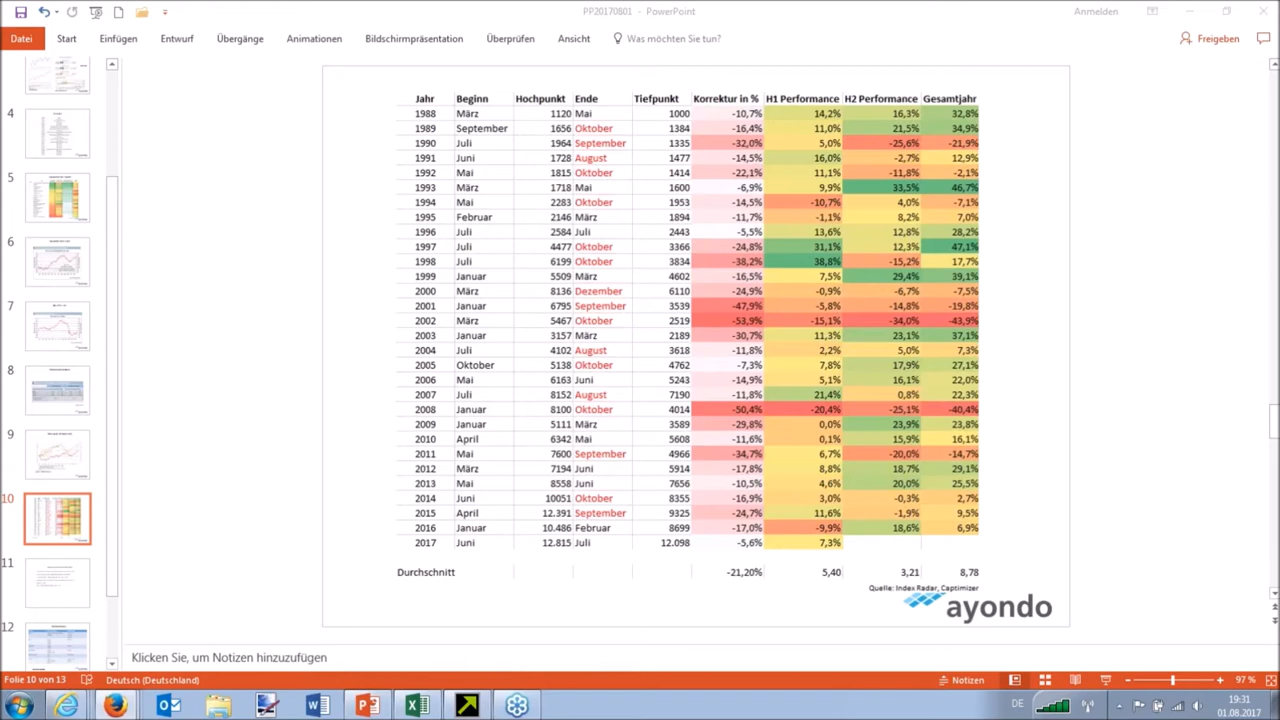 PP20170801 - PowerPoint
Anmelden
Datei Start Einfügen Entwurf Übergänge Animationen Bildschirmpräsentation Überprüfen Ansicht Was möchten Sie tun? Freigeben
4
5
6
7
8
9
10
11
12
Jahr Beginn Hochpunkt Ende Tiefpunkt Korrektur in % H1 Performance H2 Performance Gesamtjahr
1988 März 1120 Mai 1000 -10,7% 14,2% 16,3% 32,8%
1989 September 1656 Oktober 1384 -16,4% 11,0% 21,5% 34,9%
1990 Juli 1964 September 1335 -32,0% 5,0% -25,6% -21,9%
1991 Juni 1728 August 1477 -14,5% 16,0% -2,7% 12,9%
1992 Mai 1815 Oktober 1414 -22,1% 11,1% -11,8% -2,1%
1993 März 1718 Mai 1600 -6,9% 9,9% 33,5% 46,7%
1994 Mai 2283 Oktober 1953 -14,5% -10,7% 4,0% -7,1%
1995 Februar 2146 März 1894 -11,7% -1,1% 8,2% 7,0%
1996 Juli 2584 Juli 2443 -5,5% 13,6% 12,8% 28,2%
1997 Juli 4477 Oktober 3366 -24,8% 31,1% 12,3% 47,1%
1998 Juli 6199 Oktober 3834 -38,2% 38,8% -15,2% 17,7%
1999 Januar 5509 März 4602 -16,5% 7,5% 29,4% 39,1%
2000 März 8136 Dezember 6110 -24,9% -0,9% -6,7% -7,5%
2001 Januar 6795 September 3539 -47,9% -5,8% -14,8% -19,8%
2002 März 5467 Oktober 2519 -53,9% -15,1% -34,0% -43,9%
2003 Januar 3157 März 2189 -30,7% 11,3% 23,1% 37,1%
2004 Juli 4102 August 3618 -11,8% 2,2% 5,0% 7,3%
2005 Oktober 5138 Oktober 4762 -7,3% 7,8% 17,9% 27,1%
2006 Mai 6163 Juni 5243 -14,9% 5,1% 16,1% 22,0%
2007 Juli 8152 August 7190 -11,8% 21,4% 0,8% 22,3%
2008 Januar 8100 Oktober 4014 -50,4% -20,4% -25,1% -40,4%
2009 Januar 5111 März 3589 -29,8% 0,0% 23,9% 23,8%
2010 April 6342 Mai 5608 -11,6% 0,1% 15,9% 16,1%
2011 Mai 7600 September 4966 -34,7% 6,7% -20,0% -14,7%
2012 März 7194 Juni 5914 -17,8% 8,8% 18,7% 29,1%
2013 Mai 8558 Juni 7656 -10,5% 4,6% 20,0% 25,5%
2014 Juni 10051 Oktober 8355 -16,9% 3,0% -0,3% 2,7%
2015 April 12.391 September 9325 -24,7% 11,6% -1,9% 9,5%
2016 Januar 10.486 Februar 8699 -17,0% -9,9% 18,6% 6,9%
2017 Juni 12.815 Juli 12.098 -5,6% 7,3%
Durchschnitt -21,20% 5,40 3,21 8,78
Quelle: Index Radar, Captimizer
ayondo
Klicken Sie, um Notizen hinzuzufügen
Folie 10 von 13 Deutsch (Deutschland) Notizen 97 %
DE 19:31
01.08.2017